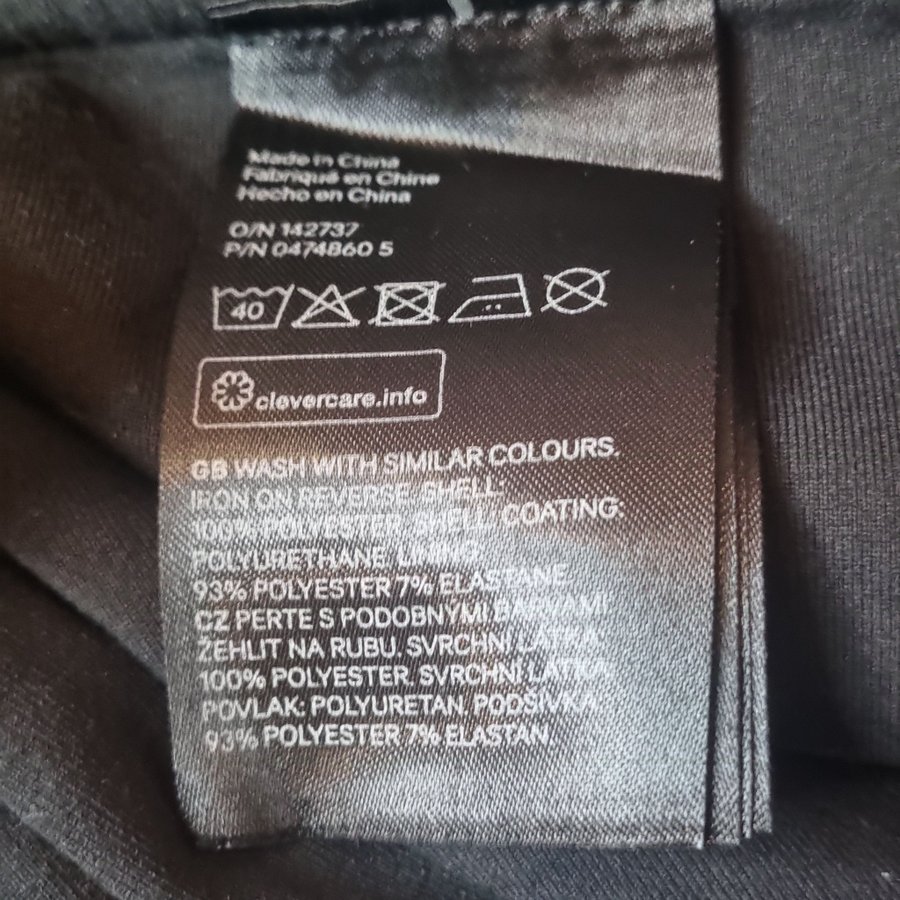 Made in China
Fabriqué en Chine
Hecho en China
O/N 142737
P/N 0474860 5
40
clevercare.info
GB WASH WITH SIMILAR COLOURS.
IRON ON REVERSE. SHELL:
100% POLYESTER. SHELL: COATING:
POLYURETHANE. LINING:
93% POLYESTER 7% ELASTANE.
CZ PERTE S PODOBNÝMI BARVAMI.
ŽEHLIT NA RUBU. SVRCHNÍ LÁTKA:
100% POLYESTER. SVRCHNÍ LÁTKA:
POVLAK: POLYURETAN. PODŠÍVKA:
93% POLYESTER 7% ELASTAN.